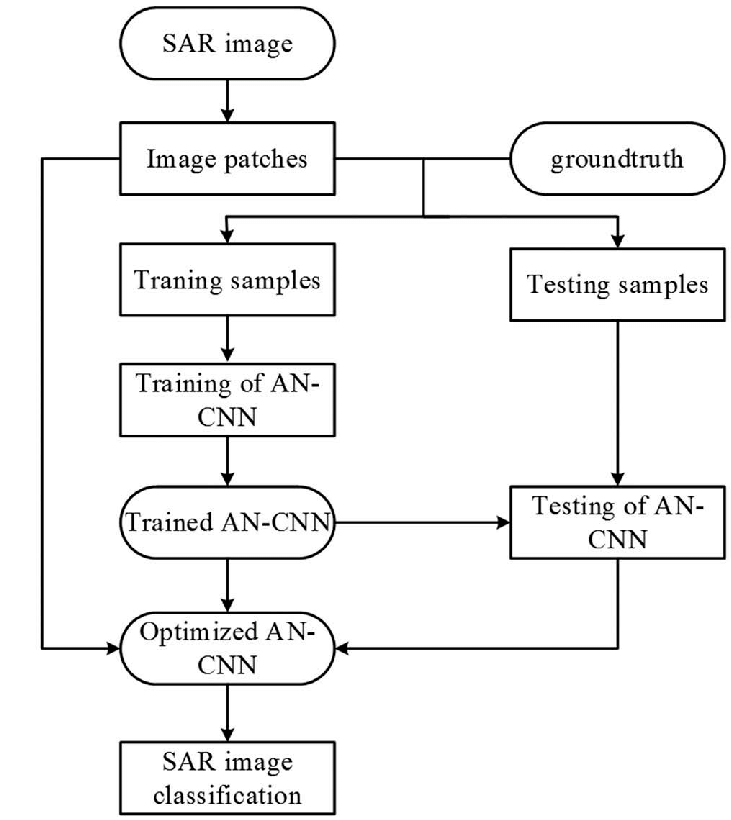 SAR image
Image patches
groundtruth
Traning samples
Testing samples
Training of AN-
CNN
Trained AN-CNN
Testing of AN-
CNN
Optimized AN-
CNN
SAR image
classification